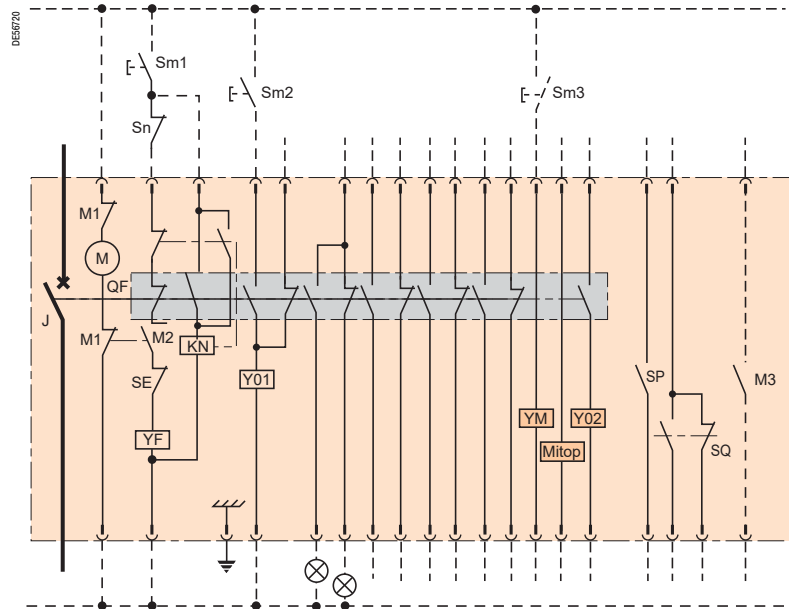 DE56720
Sm1
Sm2
Sm3
Sn
M1
M
QF
J
M1
M2
KN
SE
Y01
SP
M3
YF
YM
Y02
Mitop
SQ